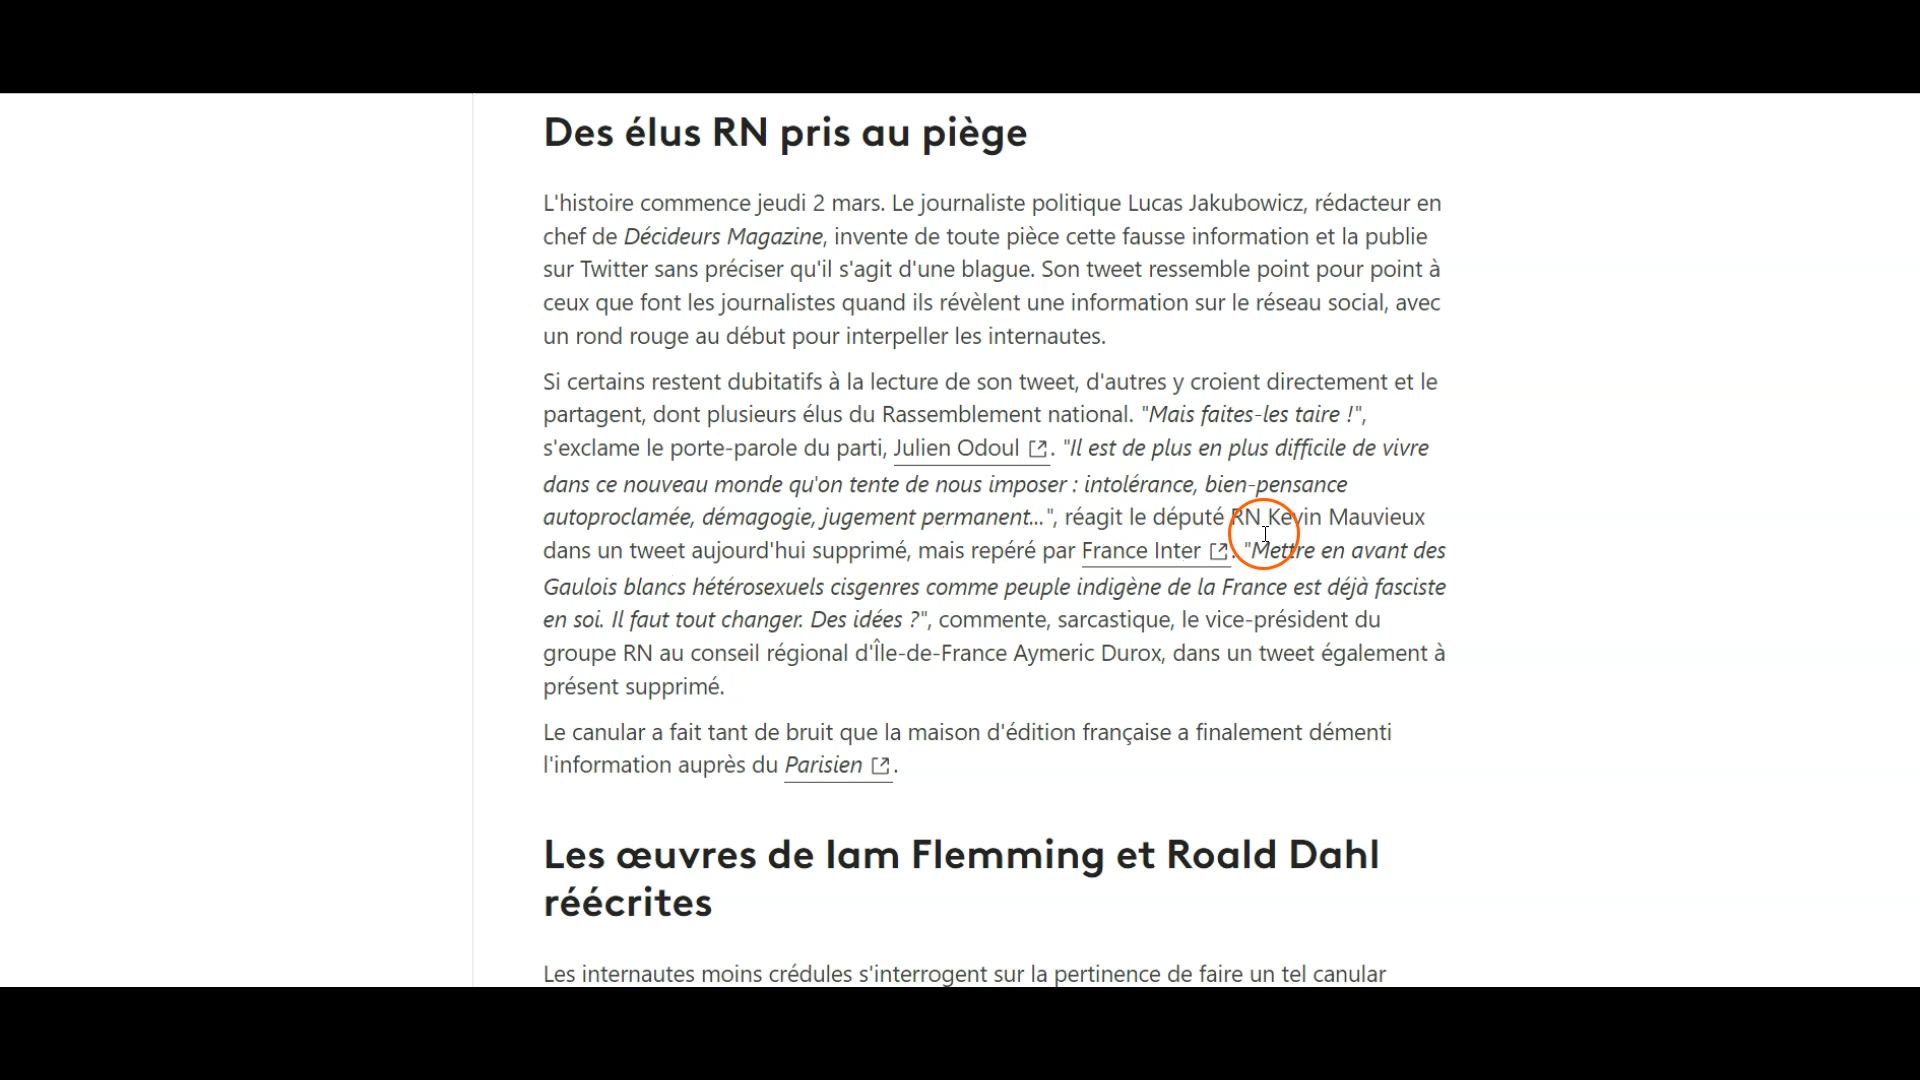 Des élus RN pris au piège
L'histoire commence jeudi 2 mars. Le journaliste politique Lucas Jakubowicz, rédacteur en
chef de Décideurs Magazine, invente de toute pièce cette fausse information et la publie
sur Twitter sans préciser qu'il s'agit d'une blague. Son tweet ressemble point pour point à
ceux que font les journalistes quand ils révèlent une information sur le réseau social, avec
un rond rouge au début pour interpeller les internautes.
Si certains restent dubitatifs à la lecture de son tweet, d'autres y croient directement et le
partagent, dont plusieurs élus du Rassemblement national. "Mais faites-les taire !",
s'exclame le porte-parole du parti, Julien Odoul. "Il est de plus en plus difficile de vivre
dans ce nouveau monde qu'on tente de nous imposer : intolérance, bien-pensance
autoproclamée, démagogie, jugement permanent...", réagit le député RN Kevin Mauvieux
dans un tweet aujourd'hui supprimé, mais repéré par France Inter. "Mettre en avant des
Gaulois blancs hétérosexuels cisgenres comme peuple indigène de la France est déjà fasciste
en soi. Il faut tout changer. Des idées ?", commente, sarcastique, le vice-président du
groupe RN au conseil régional d'Île-de-France Aymeric Durox, dans un tweet également à
présent supprimé.
Le canular a fait tant de bruit que la maison d'édition française a finalement démenti
l'information auprès du Parisien.
Les œuvres de Iam Flemming et Roald Dahl
réécrites
Les internautes moins crédules s'interrogent sur la pertinence de faire un tel canular